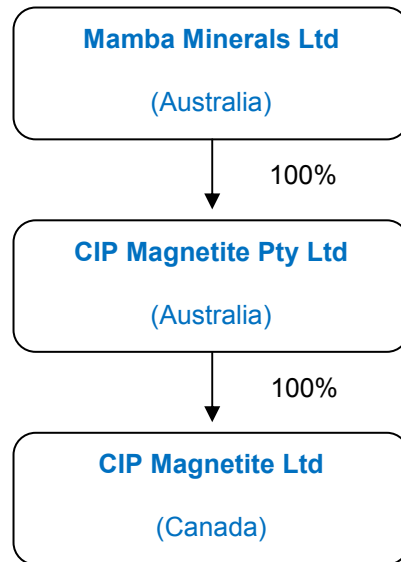 Mamba Minerals Ltd
(Australia)
100%
CIP Magnetite Pty Ltd
(Australia)
100%
CIP Magnetite Ltd
(Canada)